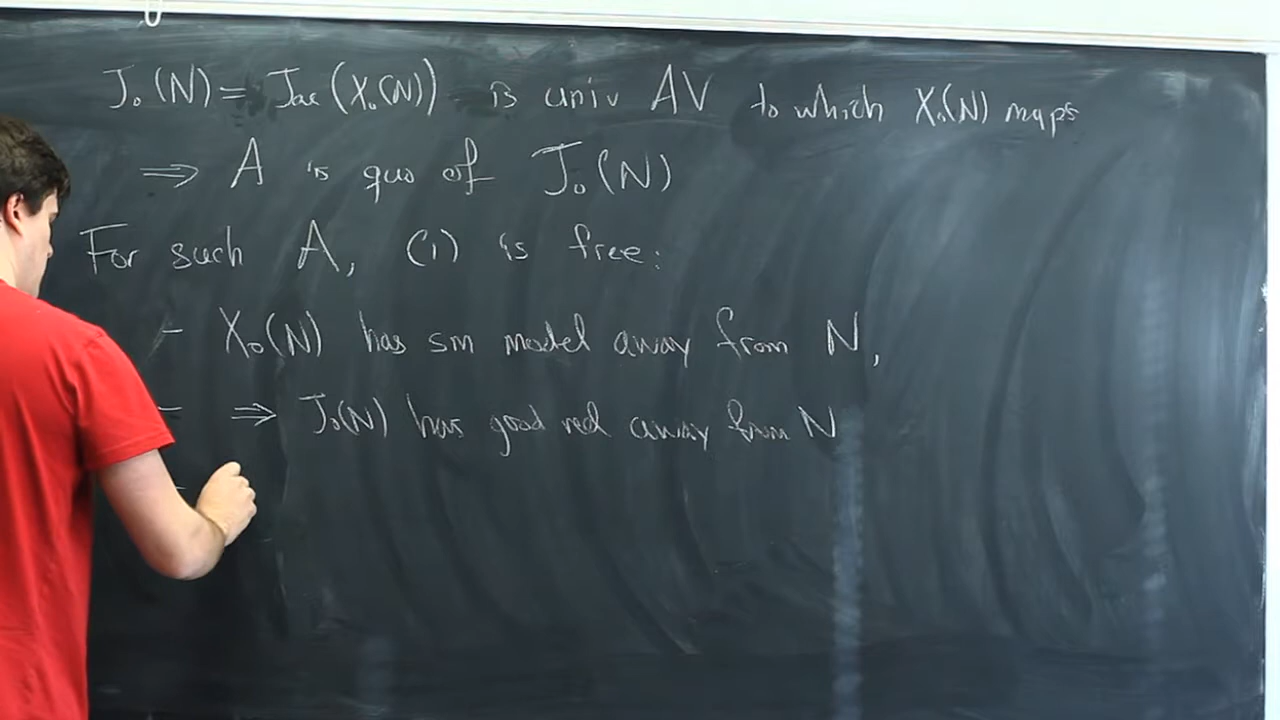 J₀(N) = Jac(X₀(N)) is univ AV to which X₀(N) maps
⟹ A is quo of J₀(N)
For such A, (1) is free:
– X₀(N) has sm model away from N,
– ⟹ J₀(N) has good red away from N
–